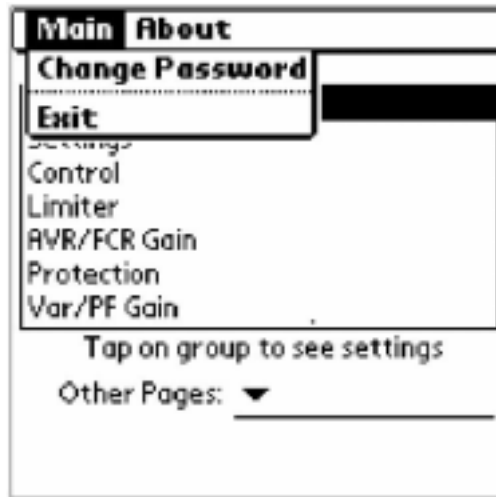 Main About
Change Password
Exit
Settings
Control
Limiter
AVR/FCR Gain
Protection
Var/PF Gain
Tap on group to see settings
Other Pages: